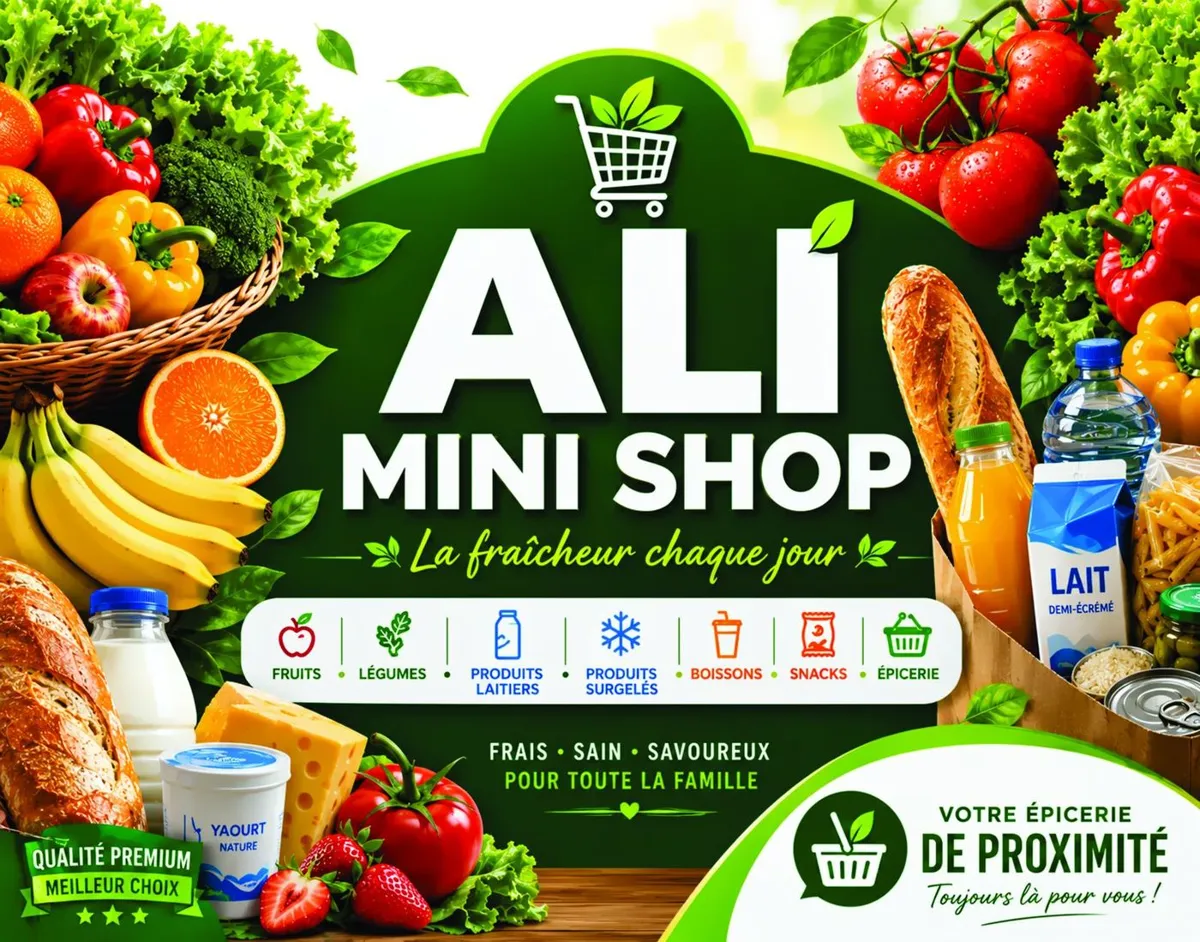 ALI
MINI SHOP
La fraîcheur chaque jour
FRUITS
LÉGUMES
PRODUITS
LAITIERS
PRODUITS
SURGELÉS
BOISSONS
SNACKS
ÉPICERIE
FRAIS • SAIN • SAVOUREUX
POUR TOUTE LA FAMILLE
LAIT
DEMI-ÉCRÉMÉ
YAOURT
NATURE
QUALITÉ PREMIUM
MEILLEUR CHOIX
VOTRE ÉPICERIE
DE PROXIMITÉ
Toujours là pour vous !